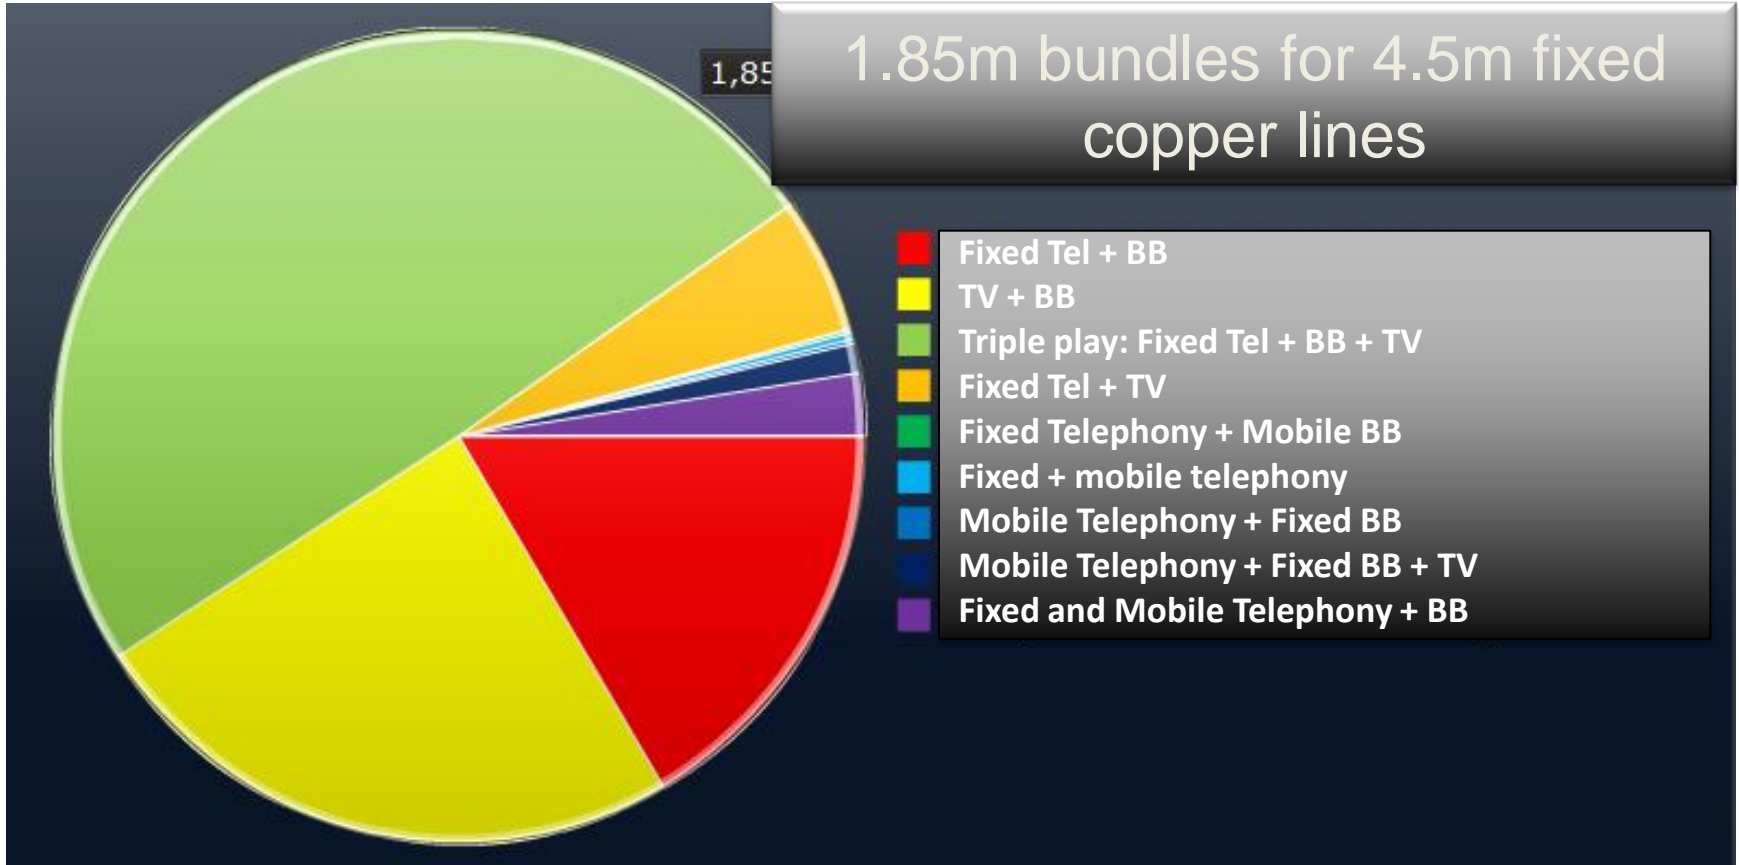 1,85
1.85m bundles for 4.5m fixed
copper lines
Fixed Tel + BB
TV + BB
Triple play: Fixed Tel + BB + TV
Fixed Tel + TV
Fixed Telephony + Mobile BB
Fixed + mobile telephony
Mobile Telephony + Fixed BB
Mobile Telephony + Fixed BB + TV
Fixed and Mobile Telephony + BB